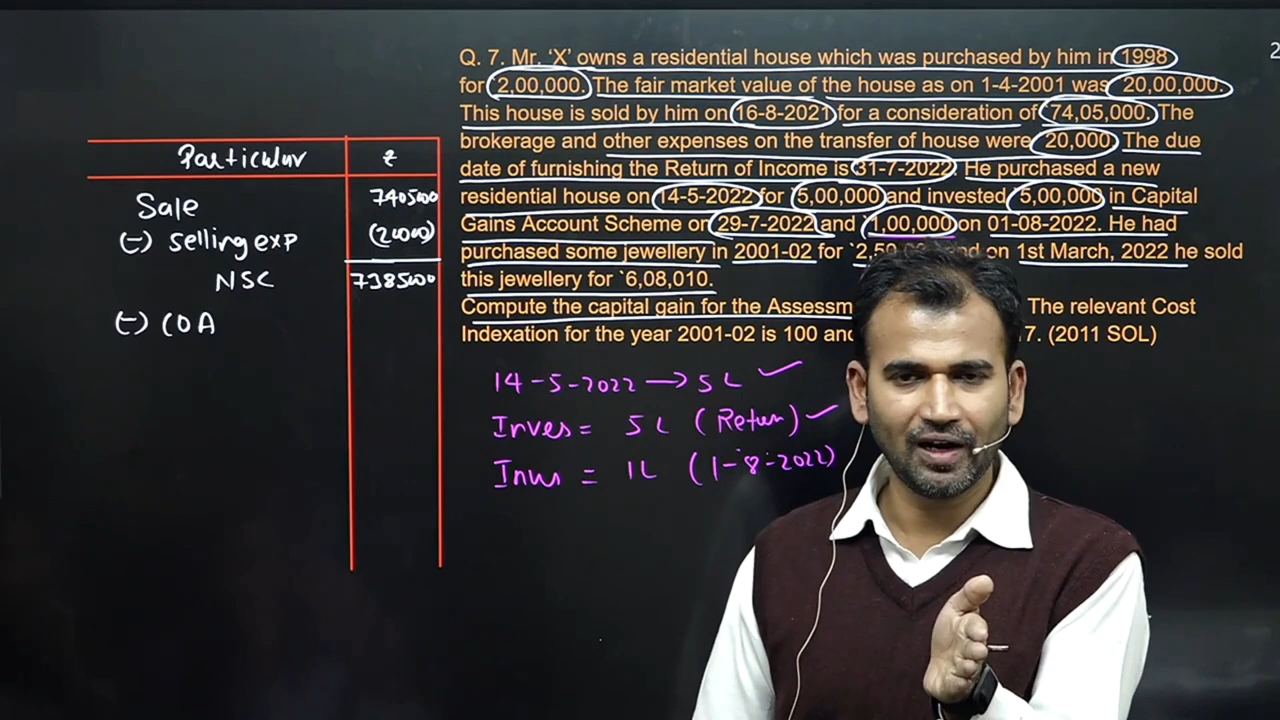 Q. 7. Mr. 'X' owns a residential house which was purchased by him in 1998
for `2,00,000. The fair market value of the house as on 1-4-2001 was `20,00,000.
This house is sold by him on 16-8-2021 for a consideration of `74,05,000. The
brokerage and other expenses on the transfer of house were `20,000. The due
date of furnishing the Return of Income is 31-7-2022. He purchased a new
residential house on 14-5-2022 for `5,00,000 and invested `5,00,000 in Capital
Gains Account Scheme on 29-7-2022 and `1,00,000 on 01-08-2022. He had
purchased some jewellery in 2001-02 for on 1st March, 2022 he sold
this jewellery for `6,08,010.
Compute the capital gain for the The relevant Cost
Indexation for the year 2001-02 is 100 7. (2011 SOL)
2
Particular ₹
Sale 7405000
(-) Selling exp (20000)
NSC 7385000
(-) COA
14-5-2022 → 5L ✓
Inves = 5L (Return) ✓
Inves = 1L (1-8-2022)